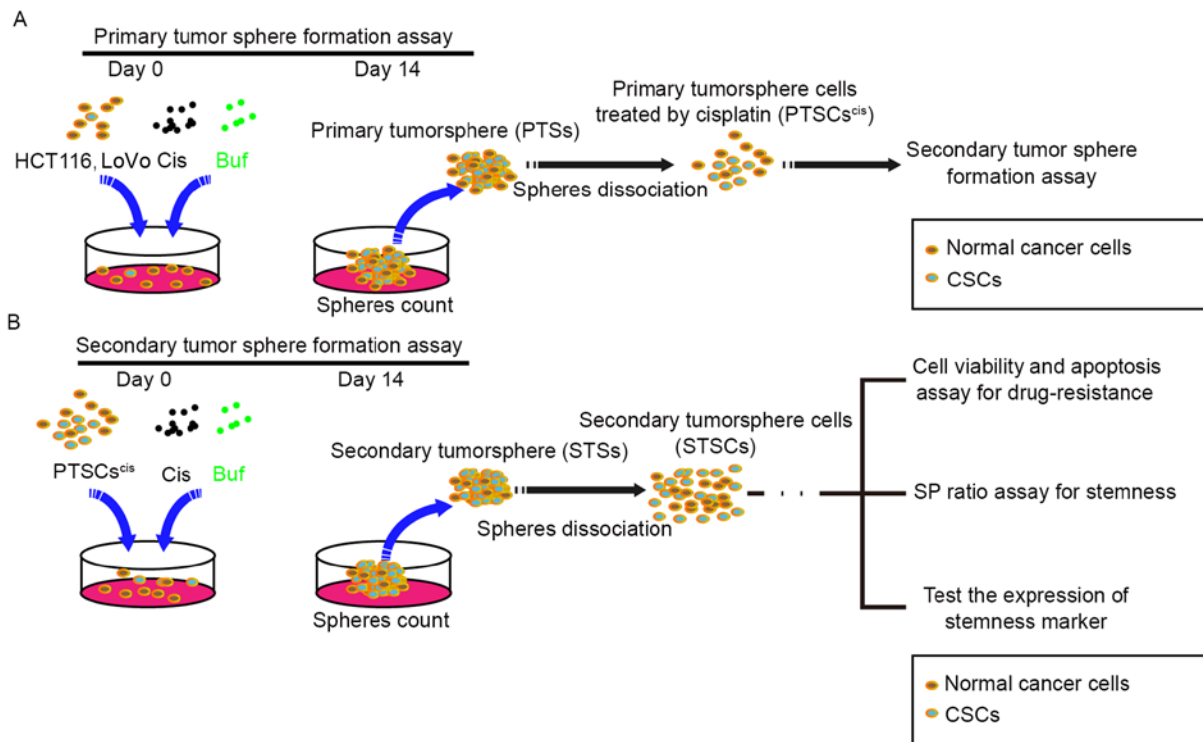 A
Primary tumor sphere formation assay
Day 0
Day 14
HCT116, LoVo Cis Buf
Primary tumorsphere (PTSs)
Spheres count
Spheres dissociation
Primary tumorsphere cells
treated by cisplatin (PTSCsᶜⁱˢ)
Secondary tumor sphere
formation assay
Normal cancer cells
CSCs
B
Secondary tumor sphere formation assay
Day 0
Day 14
PTSCsᶜⁱˢ Cis Buf
Secondary tumorsphere (STSs)
Spheres count
Spheres dissociation
Secondary tumorsphere cells
(STSCs)
Cell viability and apoptosis
assay for drug-resistance
SP ratio assay for stemness
Test the expression of
stemness marker
Normal cancer cells
CSCs